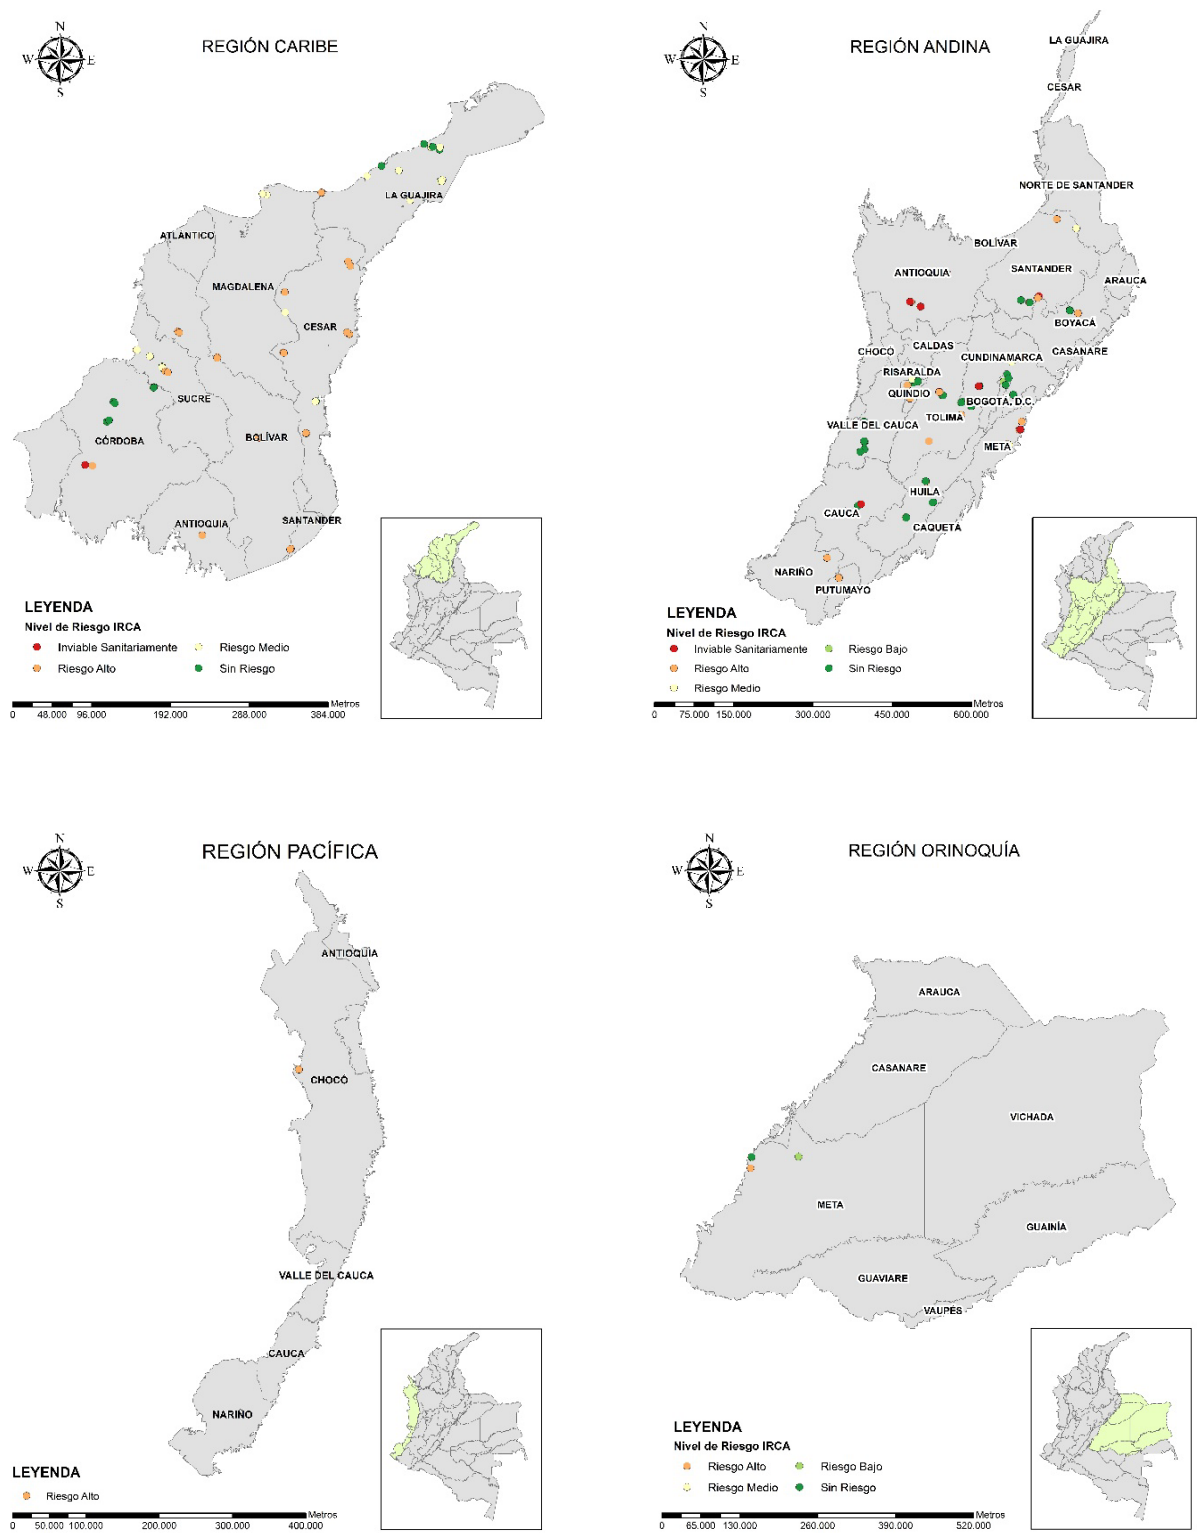 REGIÓN CARIBE
N
W
E
S
LA GUAJIRA
ATLANTICO
MAGDALENA
CESAR
SUCRE
CÓRDOBA
BOLÍVAR
ANTIOQUIA
SANTANDER
LEYENDA
Nivel de Riesgo IRCA
Inviable Sanitariamente
Riesgo Medio
Riesgo Alto
Sin Riesgo
Metros
0 48.000 96.000 192.000 288.000 384.000
REGIÓN ANDINA
N
W
E
S
LA GUAJIRA
CESAR
NORTE DE SANTANDER
BOLÍVAR
ANTIOQUIA
SANTANDER
ARAUCA
BOYACÁ
CHOCÓ
CALDAS
CASANARE
CUNDINAMARCA
RISARALDA
QUINDIO
BOGOTA, D.C.
TOLIMA
VALLE DEL CAUCA
META
HUILA
CAUCA
CAQUETA
NARIÑO
PUTUMAYO
LEYENDA
Nivel de Riesgo IRCA
Inviable Sanitariamente
Riesgo Bajo
Riesgo Alto
Sin Riesgo
Riesgo Medio
Metros
0 75.000 150.000 300.000 450.000 600.000
REGIÓN PACÍFICA
N
W
E
S
ANTIOQUÍA
CHOCÓ
VALLE DEL CAUCA
CAUCA
NARIÑO
LEYENDA
Riesgo Alto
Metros
0 50.000 100.000 200.000 300.000 400.000
REGIÓN ORINOQUÍA
N
W
E
S
ARAUCA
CASANARE
VICHADA
META
GUAINÍA
GUAVIARE
VAUPÉS
LEYENDA
Nivel de Riesgo IRCA
Riesgo Alto
Riesgo Bajo
Riesgo Medio
Sin Riesgo
Metros
0 65.000 130.000 260.000 390.000 520.000